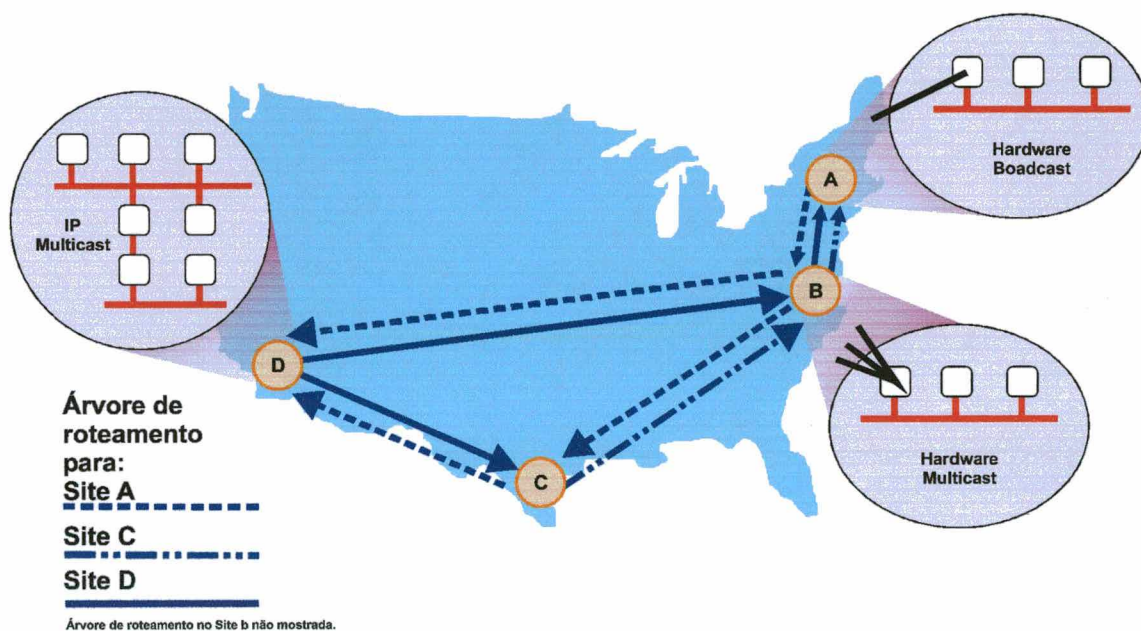 Hardware
Boadcast
A
IP
Multicast
B
D
C
Hardware
Multicast
Árvore de
roteamento
para:
Site A
Site C
Site D
Árvore de roteamento no Site b não mostrada.